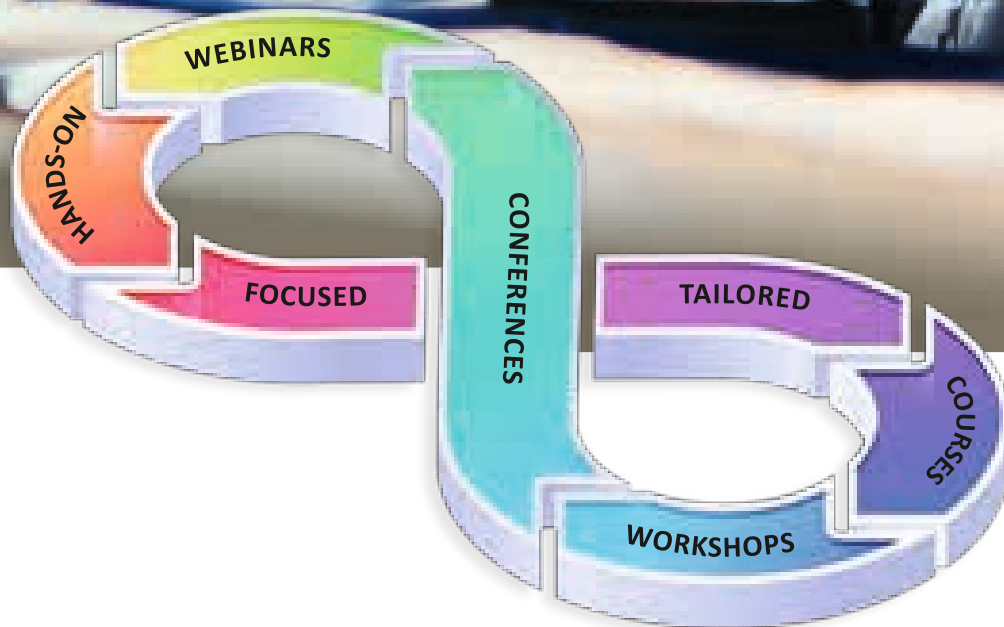 WEBINARS
HANDS-ON
FOCUSED
CONFERENCES
TAILORED
COURSES
WORKSHOPS